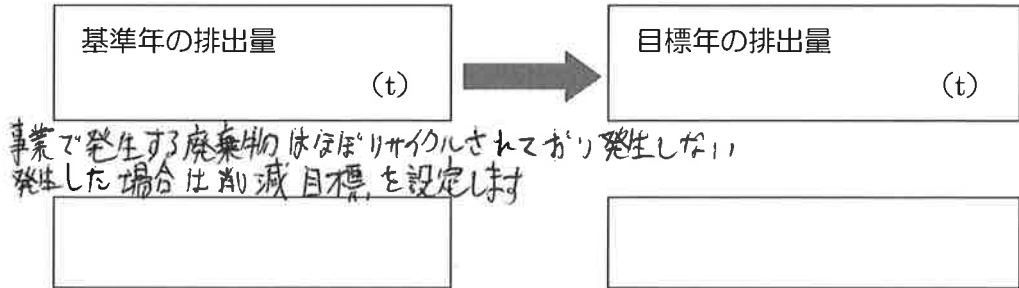 基準年の排出量 目標年の排出量
(t) (t)
事業で発生する廃棄物はほぼリサイクルされており発生しない
発生した場合は削減目標を設定します